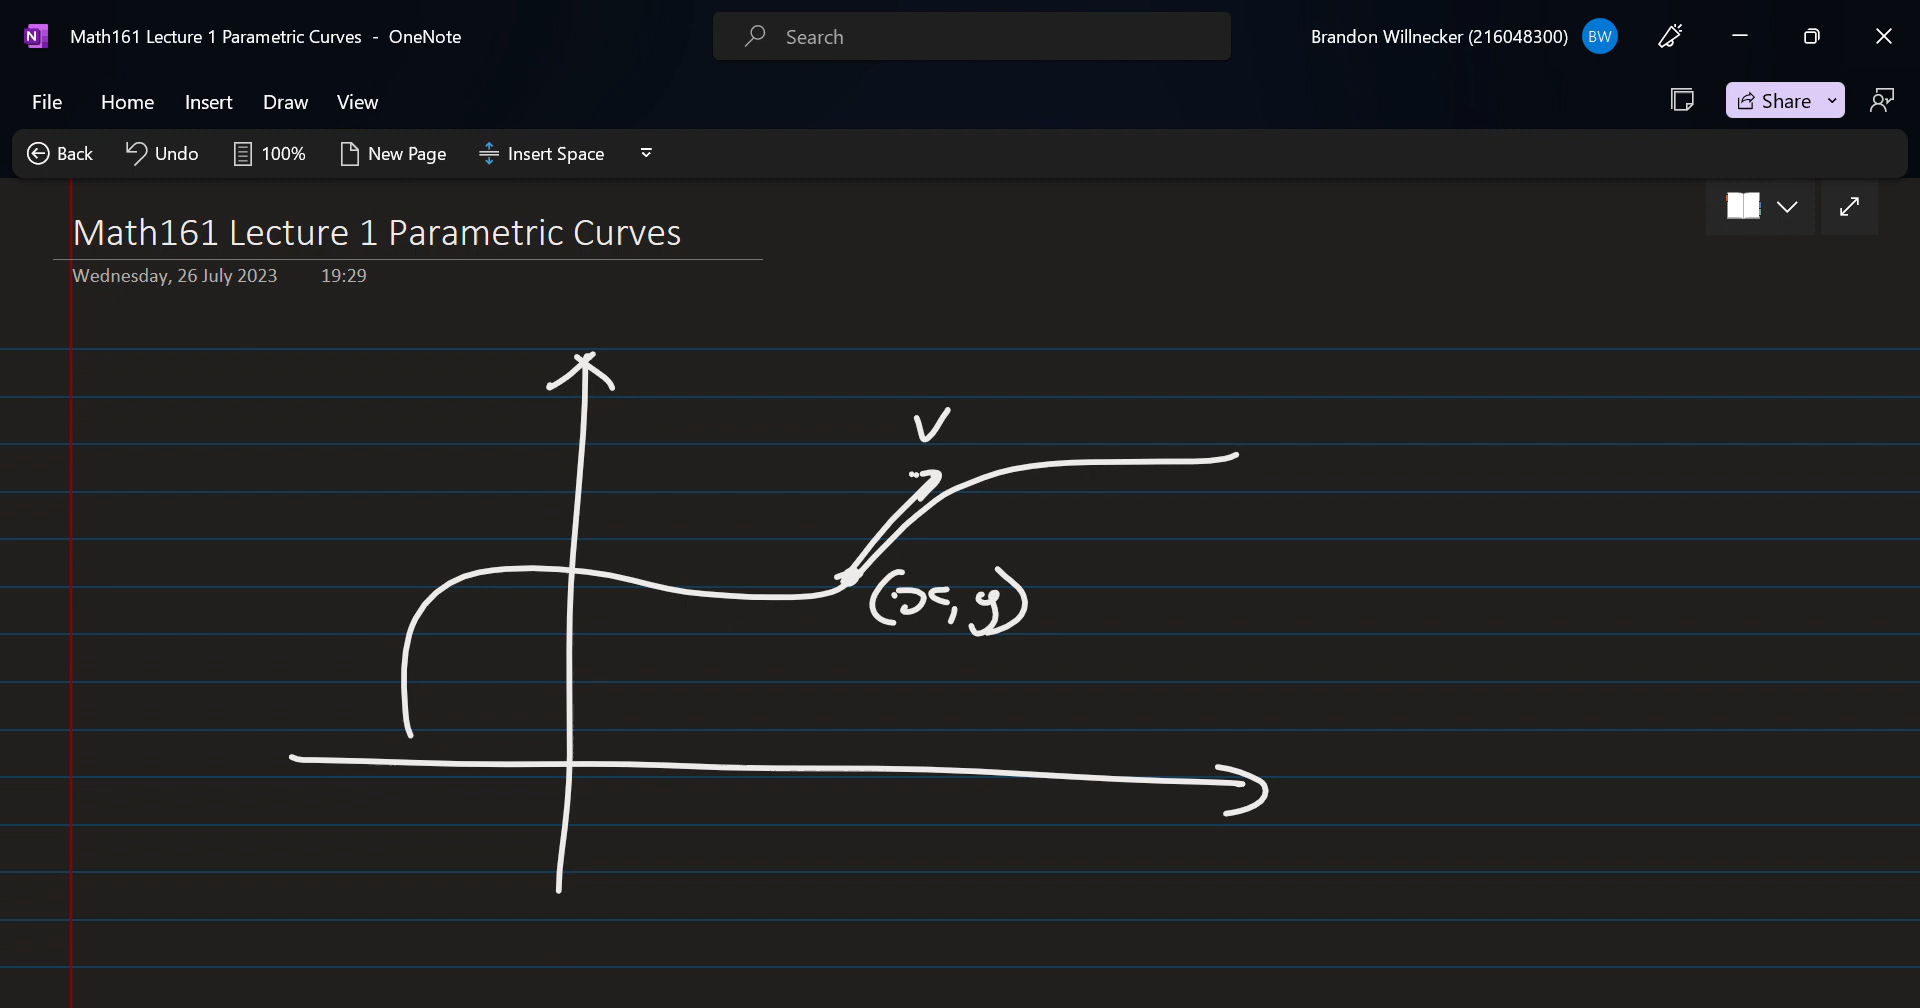 Math161 Lecture 1 Parametric Curves - OneNote
Search
Brandon Willnecker (216048300) BW
File Home Insert Draw View
Share
Back Undo 100% New Page Insert Space
Math161 Lecture 1 Parametric Curves
Wednesday, 26 July 2023 19:29
v
(x, y)